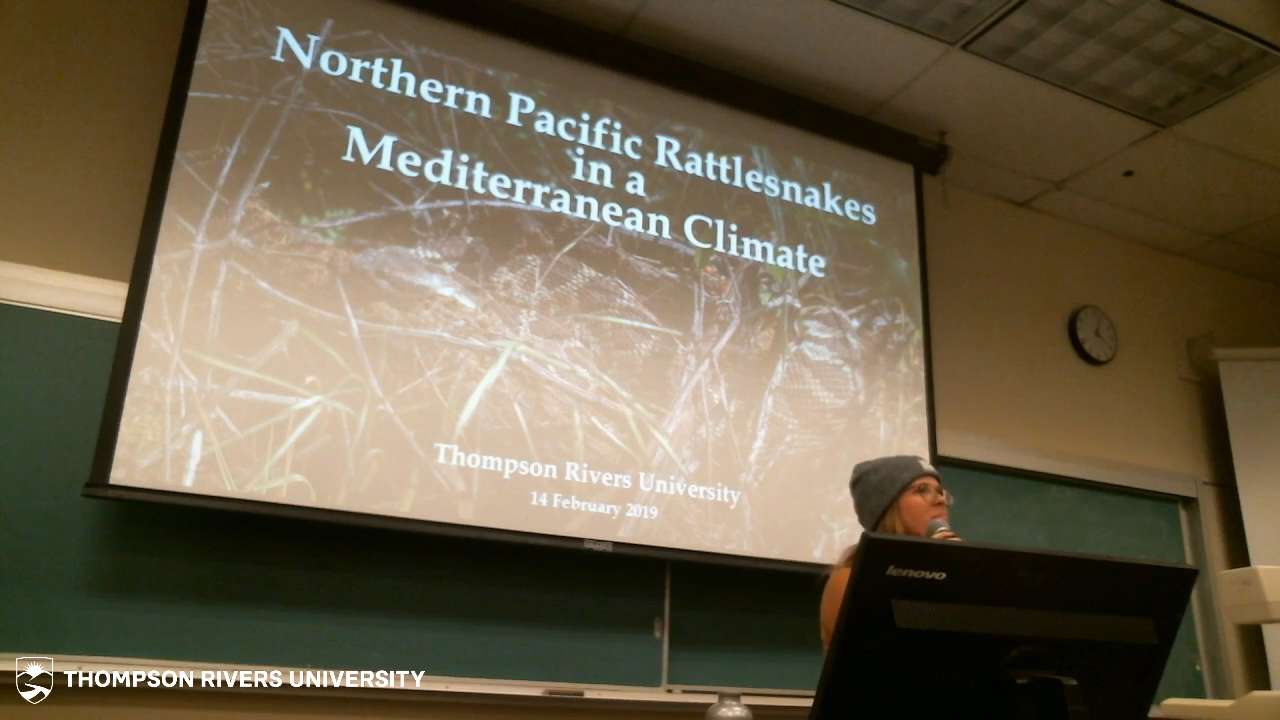 Northern Pacific Rattlesnakes
in a
Mediterranean Climate
Thompson Rivers University
14 February 2019
lenovo
THOMPSON RIVERS UNIVERSITY